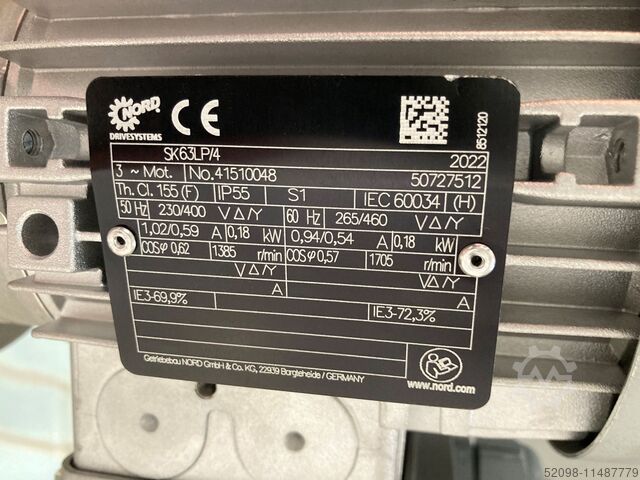 NORD
DRIVESYSTEMS
CE
8512120
SK63LP/4 2022
3 ~ Mot. No.41510048 50727512
Th. Cl. 155 (F) IP55 S1 IEC 60034 (H)
50 Hz 230/400 V Δ/Y 60 Hz 265/460 V Δ/Y
1,02/0,59 A 0,18 kW 0,94/0,54 A 0,18 kW
COSφ 0,62 1385 r/min COSφ 0,57 1705 r/min
V Δ/Y V Δ/Y
A A
IE3-69,9% IE3-72,3%
Getriebebau NORD GmbH & Co. KG, 22939 Bargteheide / GERMANY
www.nord.com
52098-11487779